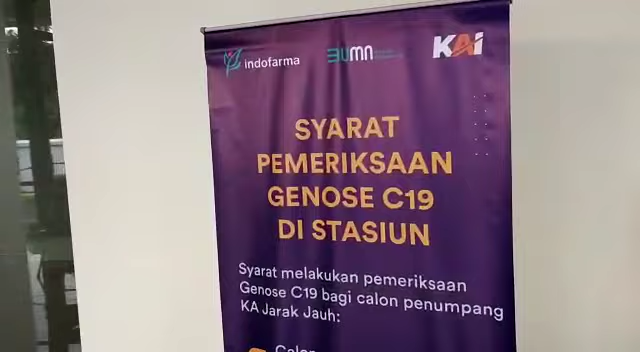 indofarma BUMN KAI
SYARAT
PEMERIKSAAN
GENOSE C19
DI STASIUN
Syarat melakukan pemeriksaan
Genose C19 bagi calon penumpang
KA Jarak Jauh:
Calon